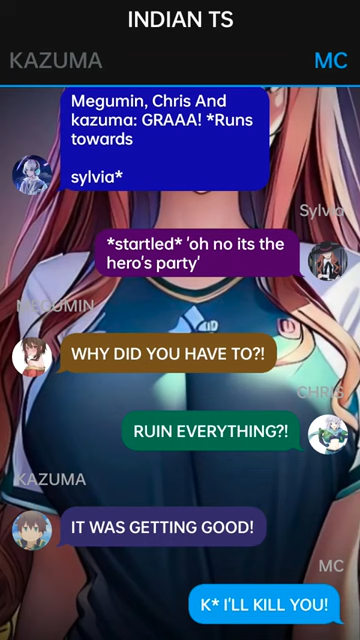 INDIAN TS
KAZUMA
MC
Megumin, Chris And
kazuma: GRAAA! *Runs
towards
sylvia*
Sylvia
*startled* 'oh no its the
hero's party'
MEGUMIN
WHY DID YOU HAVE TO?!
CHRIS
RUIN EVERYTHING?!
KAZUMA
IT WAS GETTING GOOD!
MC
K* I'LL KILL YOU!